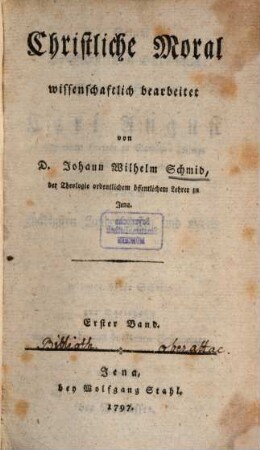 Christliche Moral
wissenschaftlich bearbeitet
von
D. Johann Wilhelm Schmid,
der Theologie ordentlichem öffentlichem Lehrer zu
Jena.
Erster Band.
Jena,
bey Wolfgang Stahl.
1797.